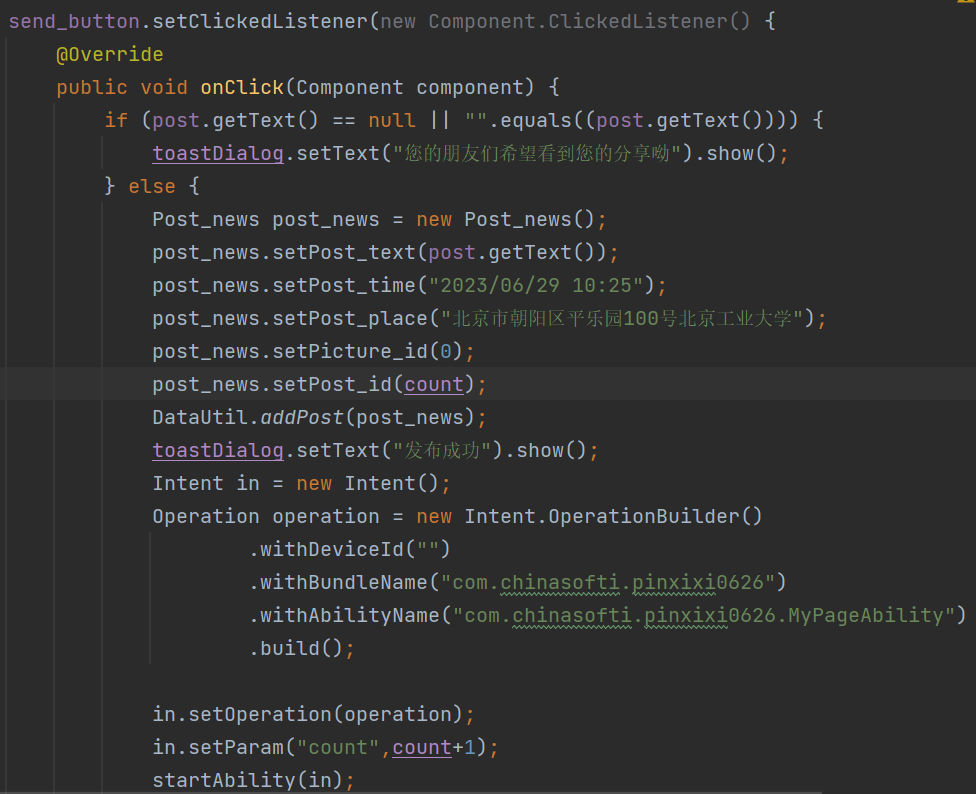 send_button.setClickedListener(new Component.ClickedListener() {
@Override
public void onClick(Component component) {
if (post.getText() == null || "".equals((post.getText()))) {
toastDialog.setText("您的朋友们希望看到您的分享呦").show();
} else {
Post_news post_news = new Post_news();
post_news.setPost_text(post.getText());
post_news.setPost_time("2023/06/29 10:25");
post_news.setPost_place("北京市朝阳区平乐园100号北京工业大学");
post_news.setPicture_id(0);
post_news.setPost_id(count);
DataUtil.addPost(post_news);
toastDialog.setText("发布成功").show();
Intent in = new Intent();
Operation operation = new Intent.OperationBuilder()
.withDeviceId("")
.withBundleName("com.chinasofti.pinxixi0626")
.withAbilityName("com.chinasofti.pinxixi0626.MyPageAbility")
.build();
in.setOperation(operation);
in.setParam("count",count+1);
startAbility(in);